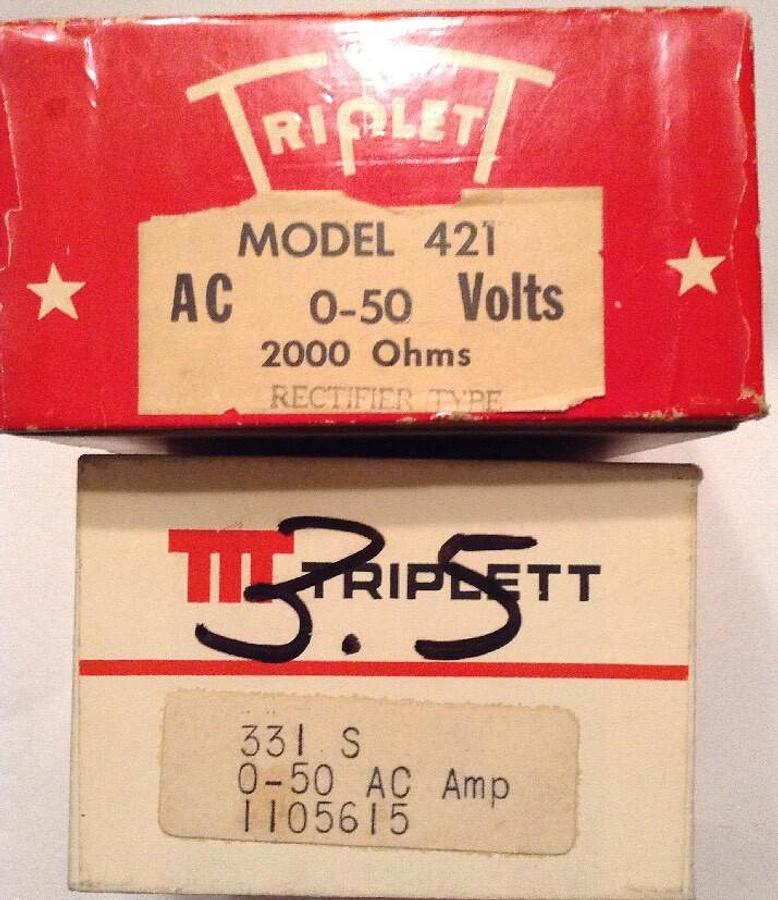 TRIPLETT
MODEL 421
AC 0-50 Volts
2000 Ohms
RECTIFIER TYPE
3.5
TRIPLETT
331 S
0-50 AC Amp
1105615